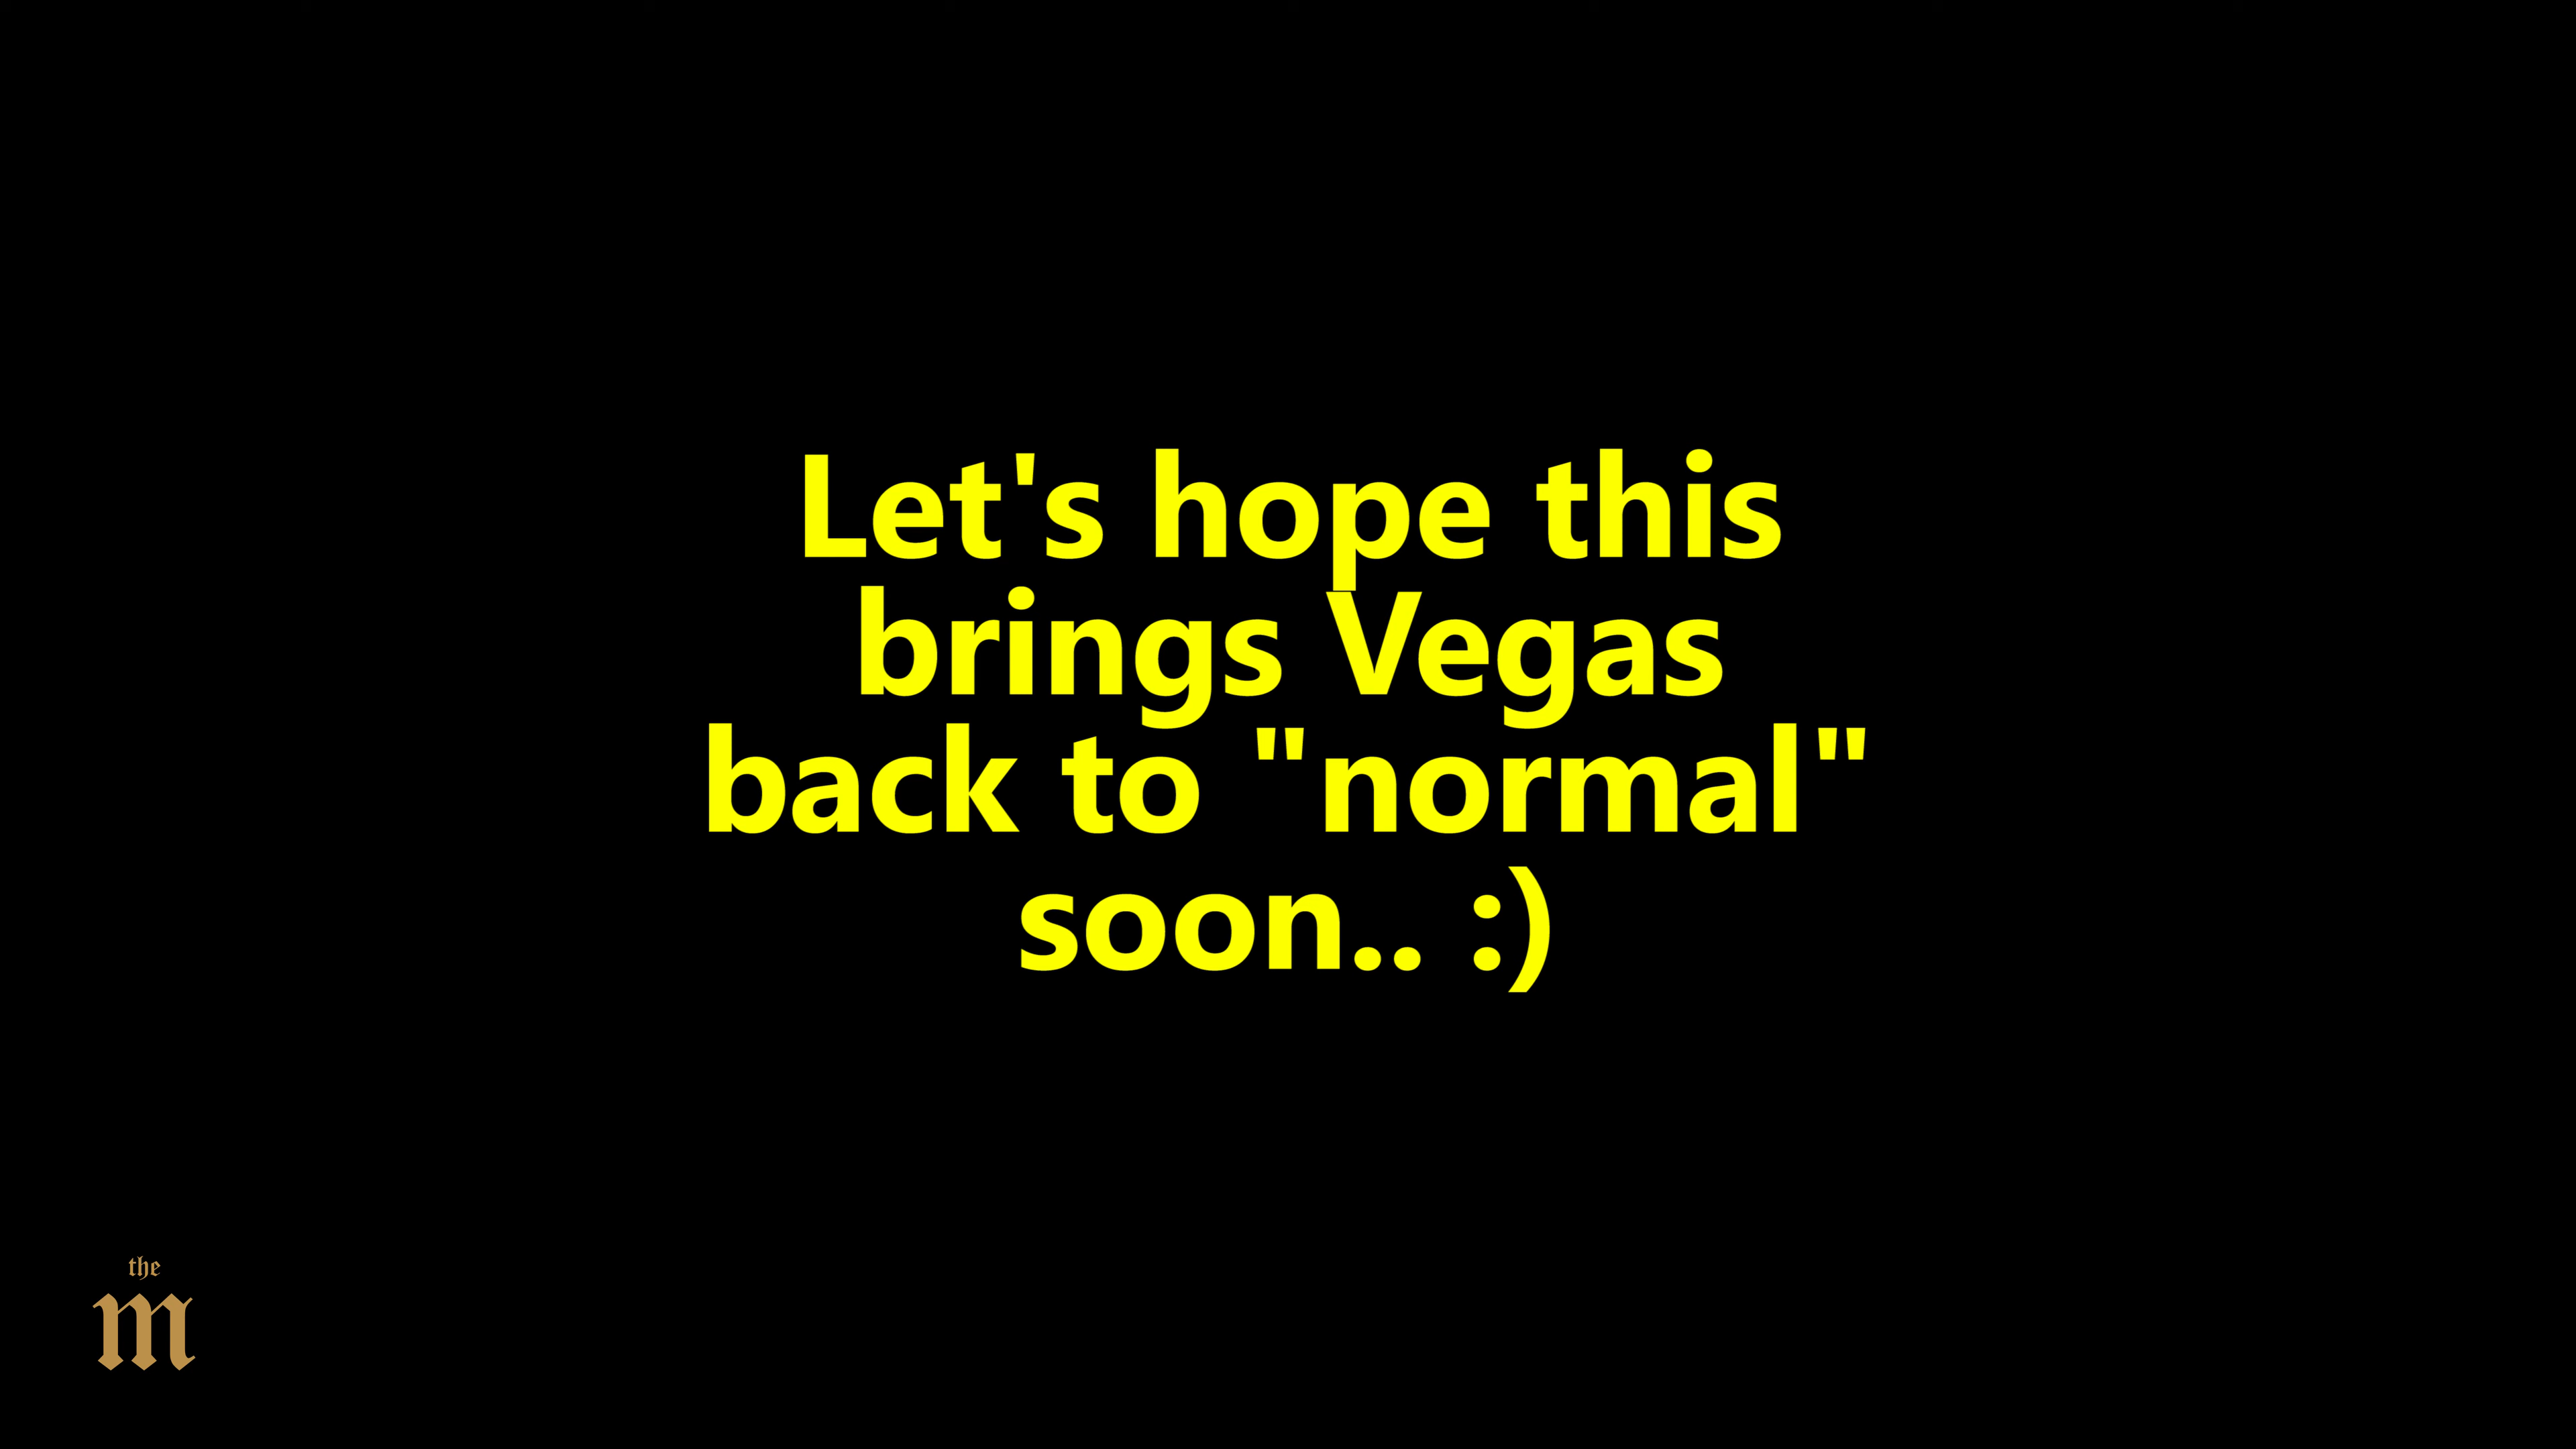 Let's hope this
brings Vegas
back to "normal"
soon.. :)
the
m